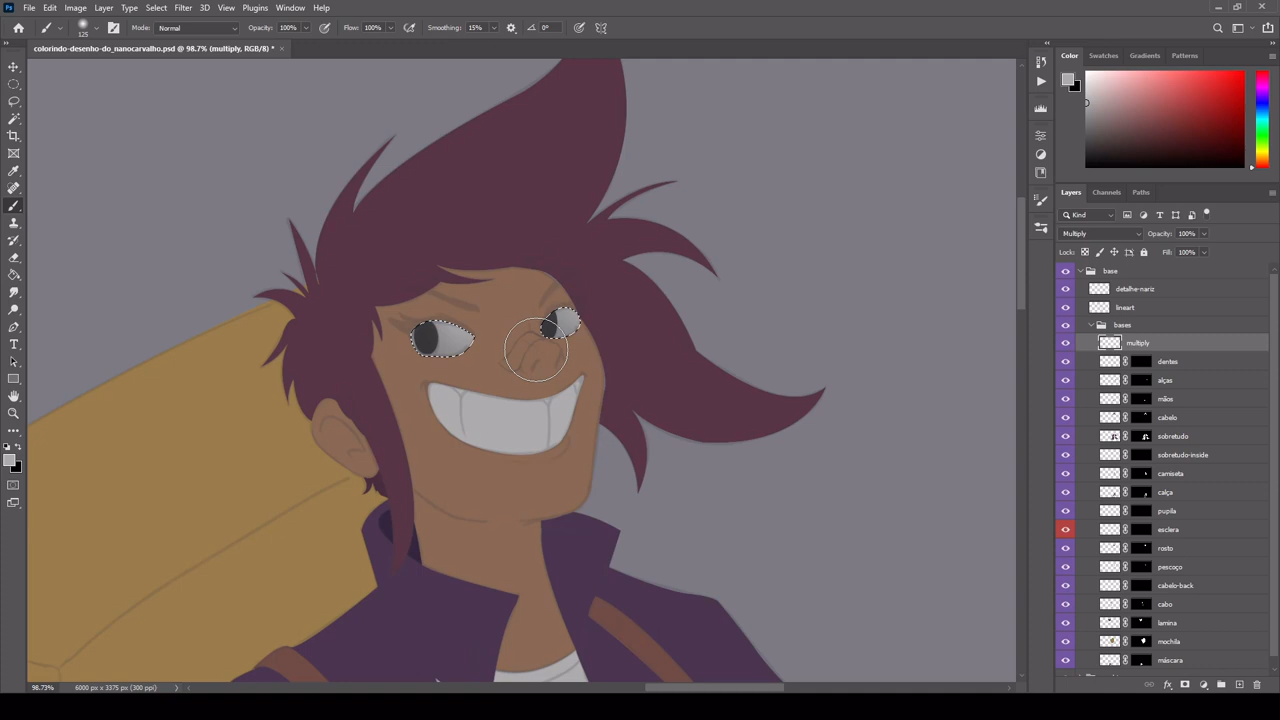 Ps File Edit Image Layer Type Select Filter 3D View Plugins Window Help
125 Mode: Normal Opacity: 100% Flow: 100% Smoothing: 15% 0°
colorindo-desenho-do_nanocarvalho.psd @ 98.7% (multiply, RGB/8) * ×
Color Swatches Gradients Patterns
Layers Channels Paths
Kind
Multiply Opacity: 100%
Lock: Fill: 100%
base
detalhe-nariz
lineart
bases
multiply
dentes
alças
mãos
cabelo
sobretudo
sobretudo-inside
camiseta
calça
pupila
esclera
rosto
pescoço
cabelo-back
cabo
lamina
mochila
máscara
98.73% 6000 px x 3375 px (300 ppi)